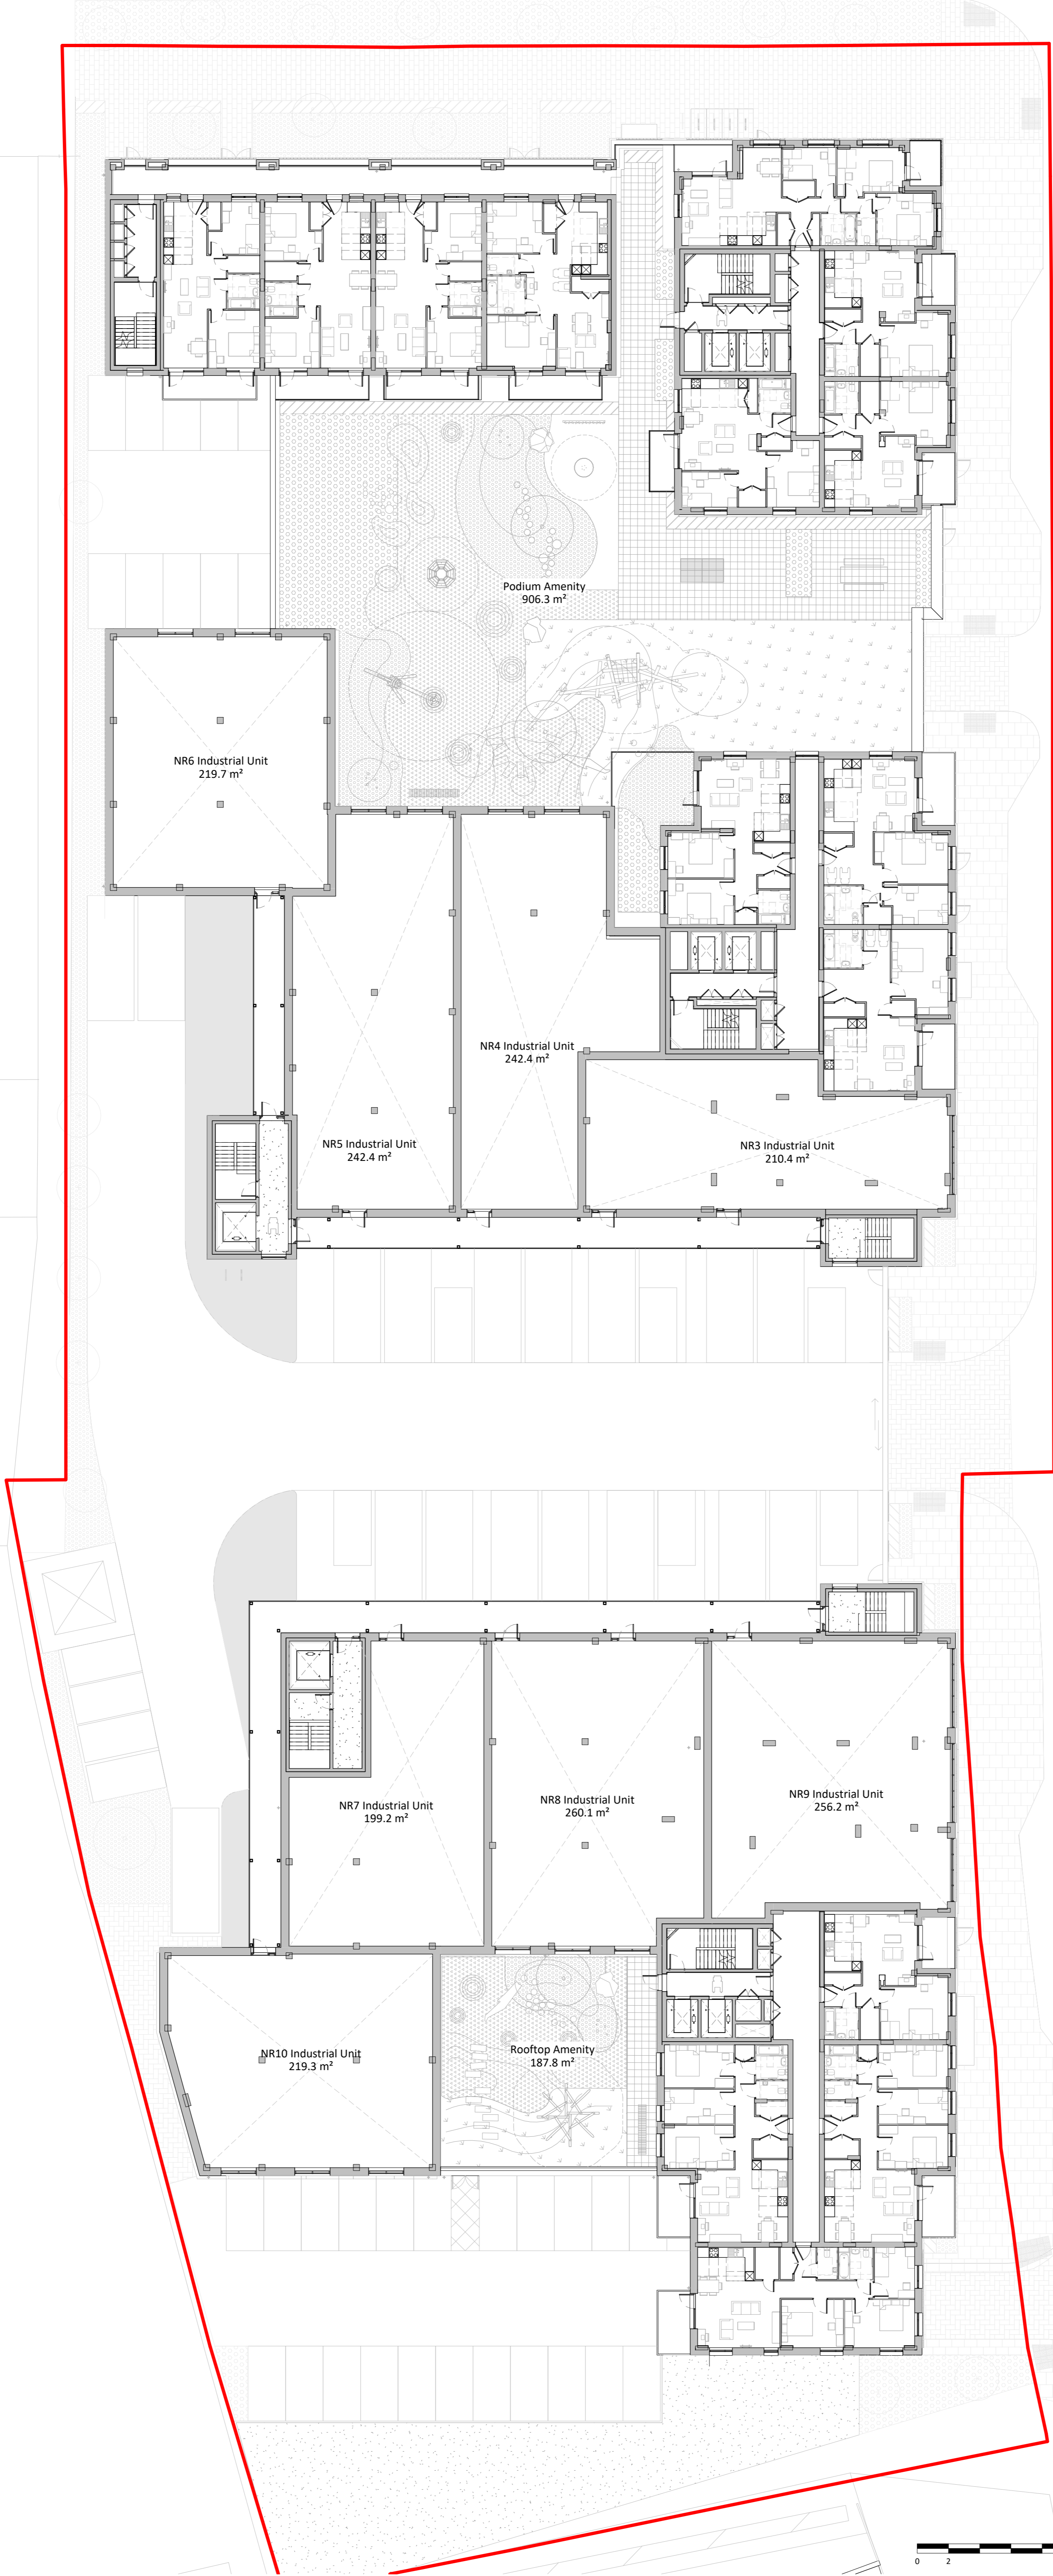 Podium Amenity
906.3 m²
NR6 Industrial Unit
219.7 m²
NR4 Industrial Unit
242.4 m²
NR5 Industrial Unit
242.4 m²
NR3 Industrial Unit
210.4 m²
NR7 Industrial Unit
199.2 m²
NR8 Industrial Unit
260.1 m²
NR9 Industrial Unit
256.2 m²
NR10 Industrial Unit
219.3 m²
Rooftop Amenity
187.8 m²
0 2